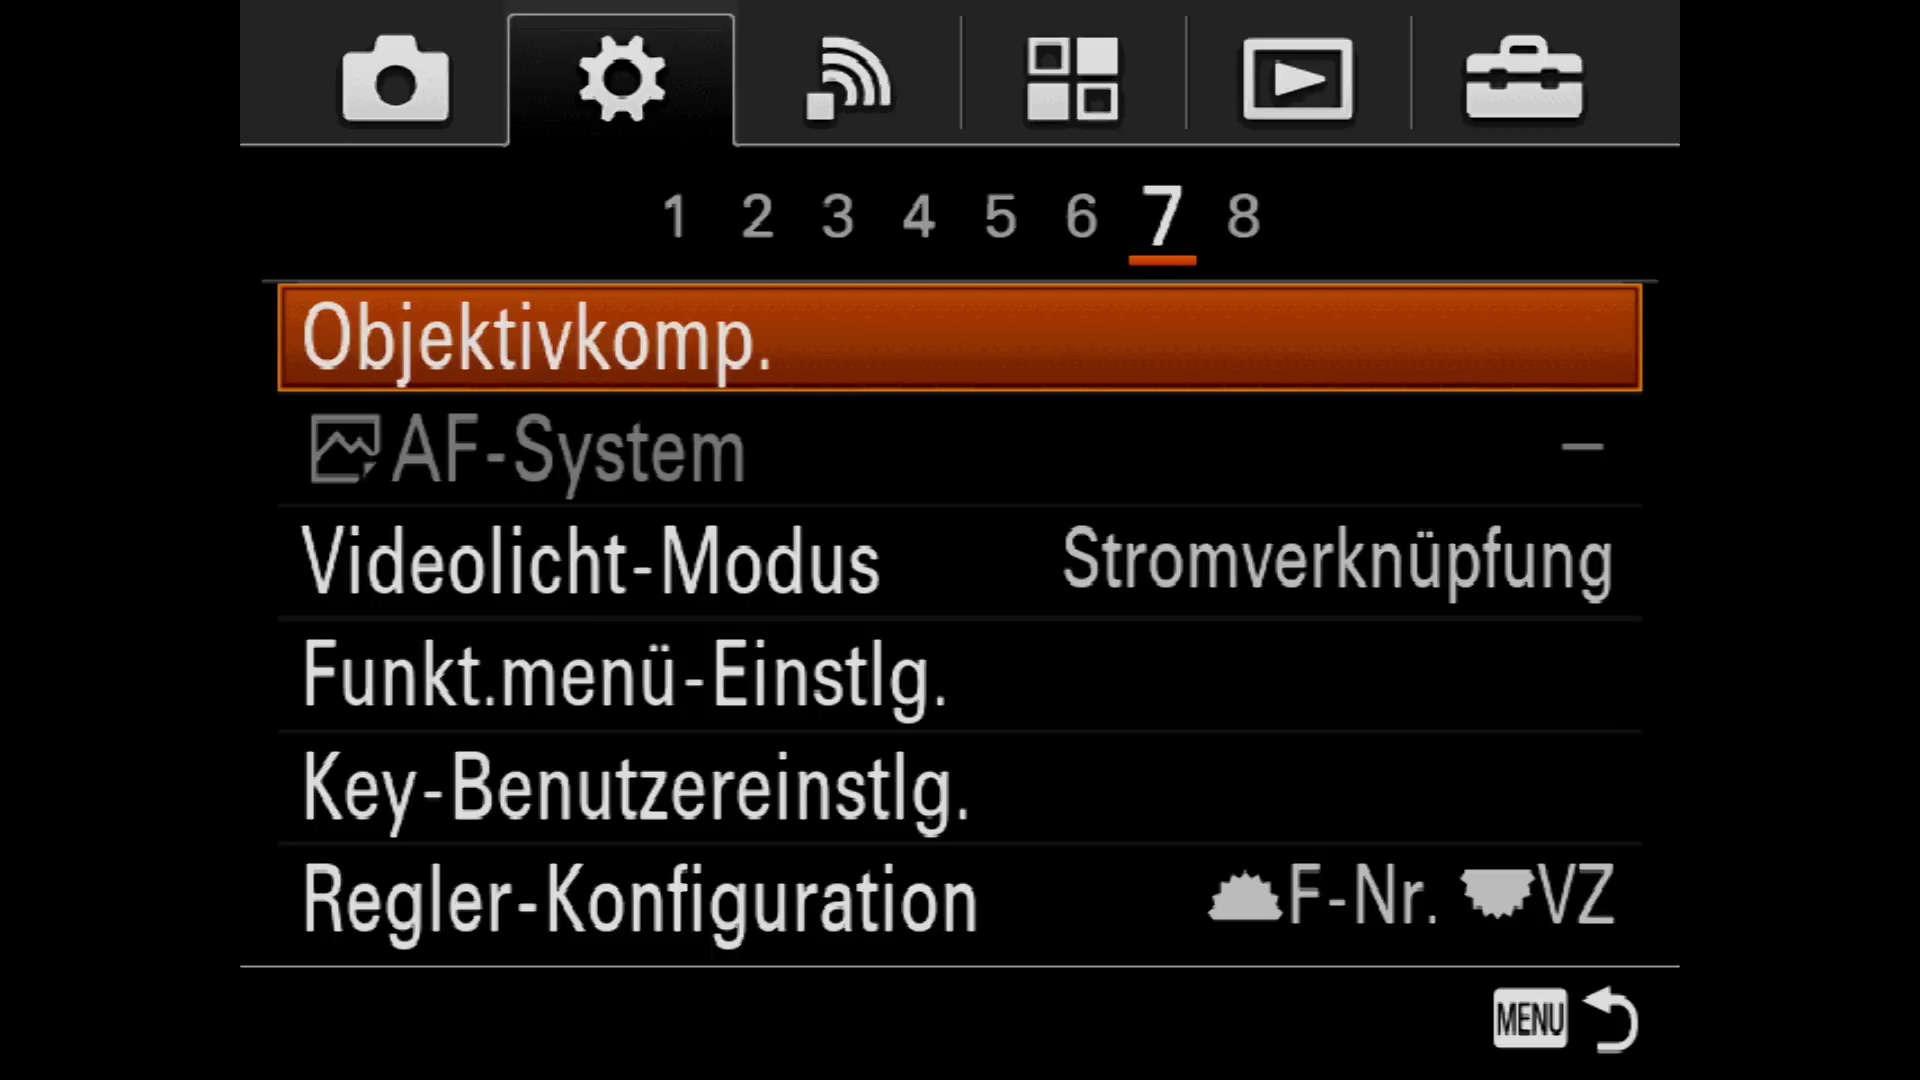 1 2 3 4 5 6 7 8
Objektivkomp.
AF-System –
Videolicht-Modus Stromverknüpfung
Funkt.menü-Einstlg.
Key-Benutzereinstlg.
Regler-Konfiguration F-Nr. VZ
MENU